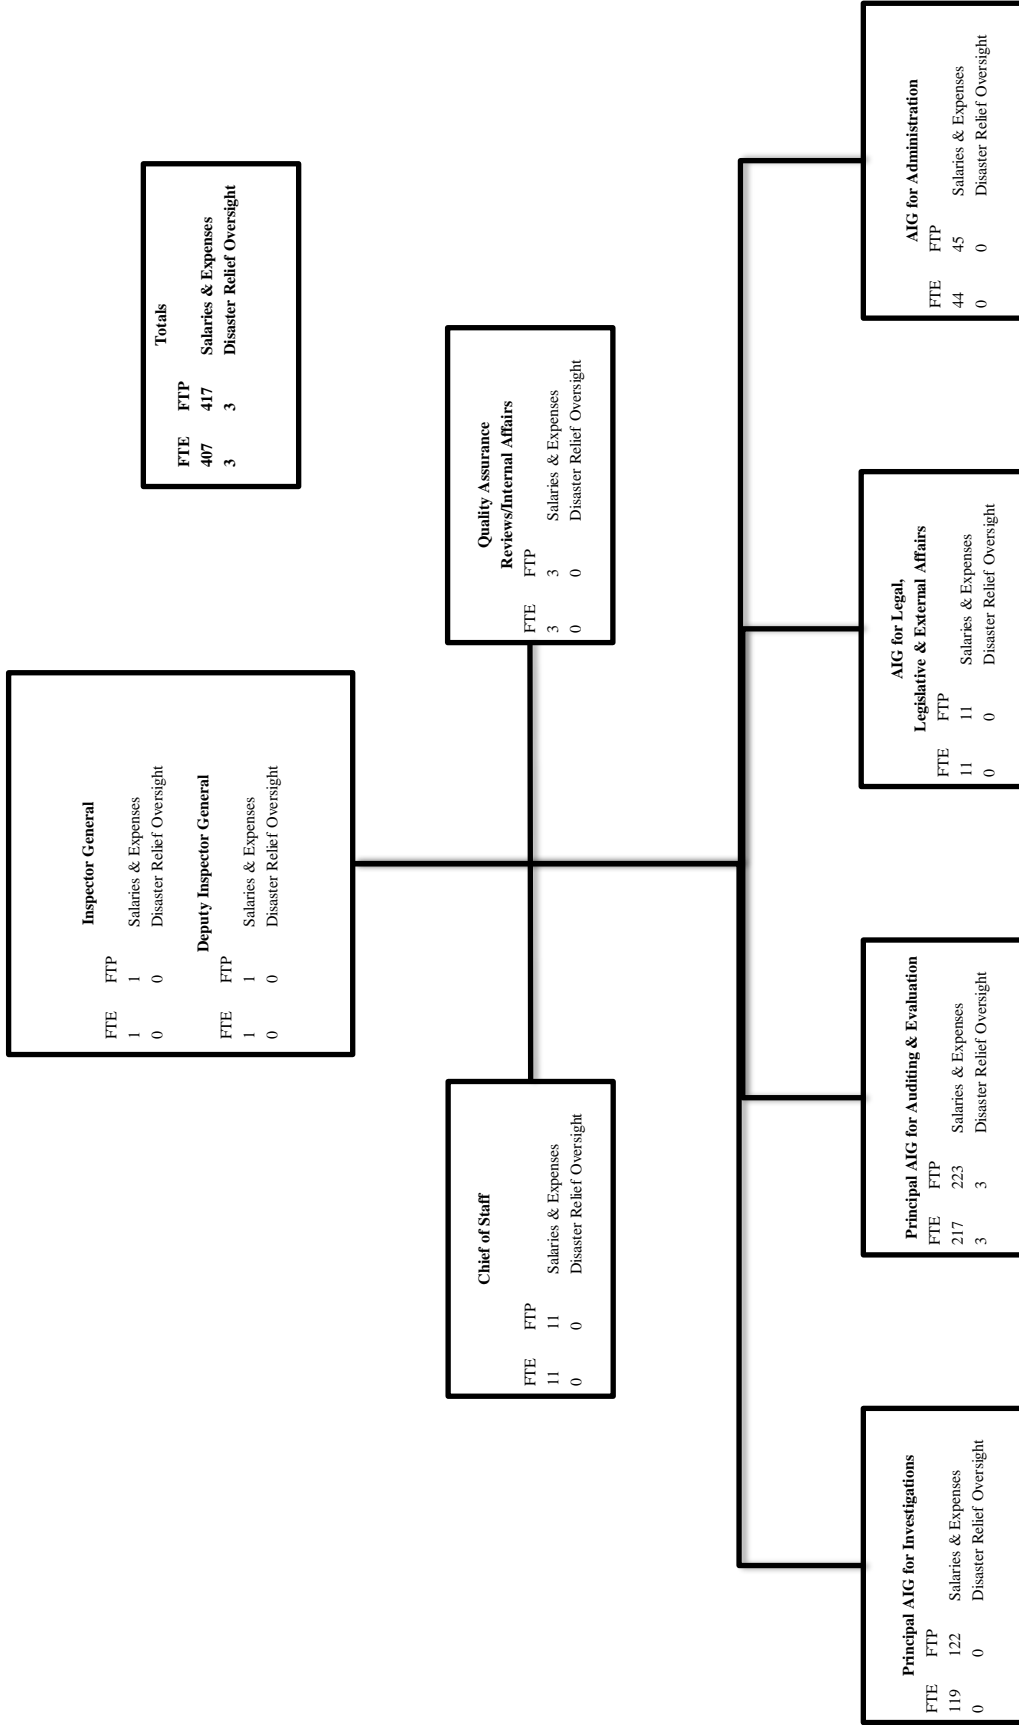 Inspector General
FTE FTP
1 1 Salaries & Expenses
0 0 Disaster Relief Oversight
Deputy Inspector General
FTE FTP
1 1 Salaries & Expenses
0 0 Disaster Relief Oversight
Totals
FTE FTP
407 417 Salaries & Expenses
3 3 Disaster Relief Oversight
Chief of Staff
FTE FTP
11 11 Salaries & Expenses
0 0 Disaster Relief Oversight
Quality Assurance
Reviews/Internal Affairs
FTE FTP
3 3 Salaries & Expenses
0 0 Disaster Relief Oversight
Principal AIG for Investigations
FTE FTP
119 122 Salaries & Expenses
0 0 Disaster Relief Oversight
Principal AIG for Auditing & Evaluation
FTE FTP
217 223 Salaries & Expenses
3 3 Disaster Relief Oversight
AIG for Legal,
Legislative & External Affairs
FTE FTP
11 11 Salaries & Expenses
0 0 Disaster Relief Oversight
AIG for Administration
FTE FTP
44 45 Salaries & Expenses
0 0 Disaster Relief Oversight